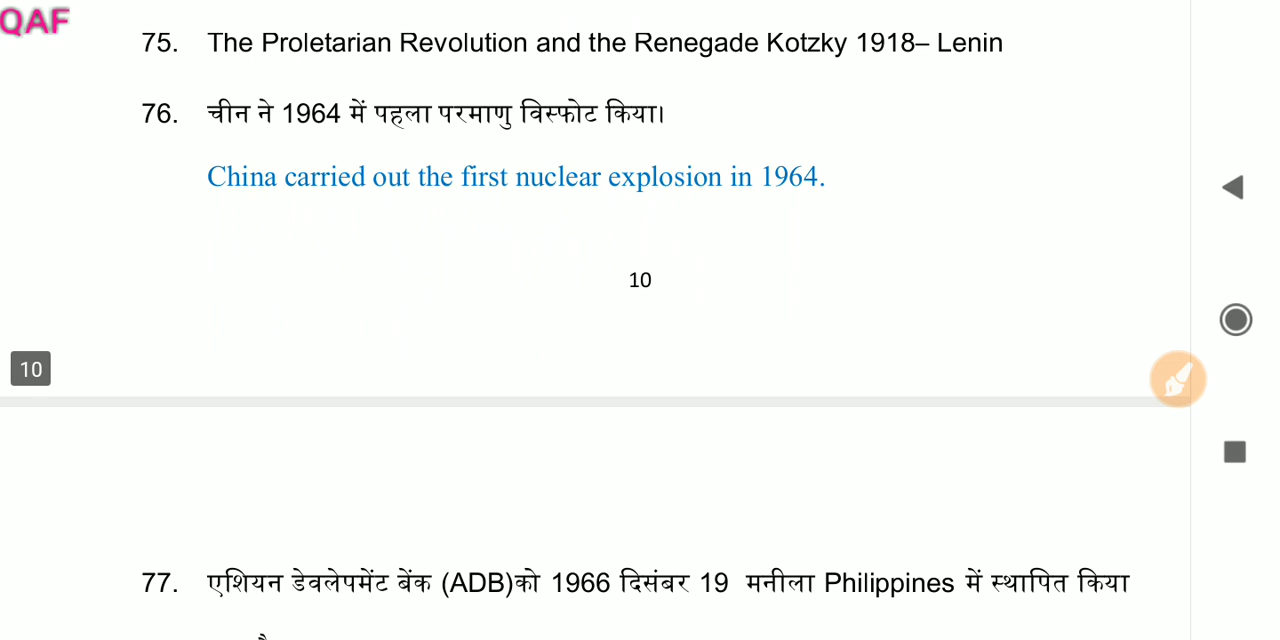 QAF
75. The Proletarian Revolution and the Renegade Kotzky 1918– Lenin
76. चीन ने 1964 में पहला परमाणु विस्फोट किया।
China carried out the first nuclear explosion in 1964.
10
10
77. एशियन डेवलेपमेंट बेंक (ADB)को 1966 दिसंबर 19 मनीला Philippines में स्थापित किया